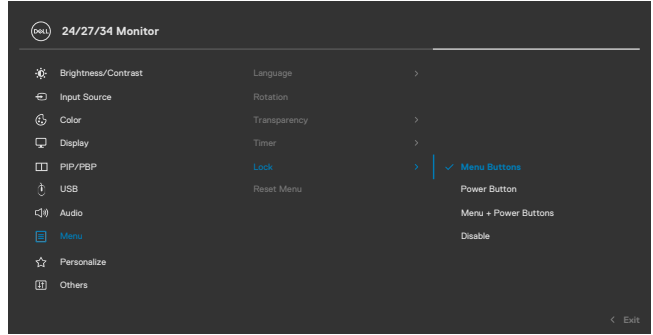 DELL 24/27/34 Monitor
Brightness/Contrast Language >
Input Source Rotation
Color Transparency >
Display Timer >
PIP/PBP Lock > ✓ Menu Buttons
USB Reset Menu Power Button
Audio Menu + Power Buttons
Menu Disable
Personalize
Others
< Exit